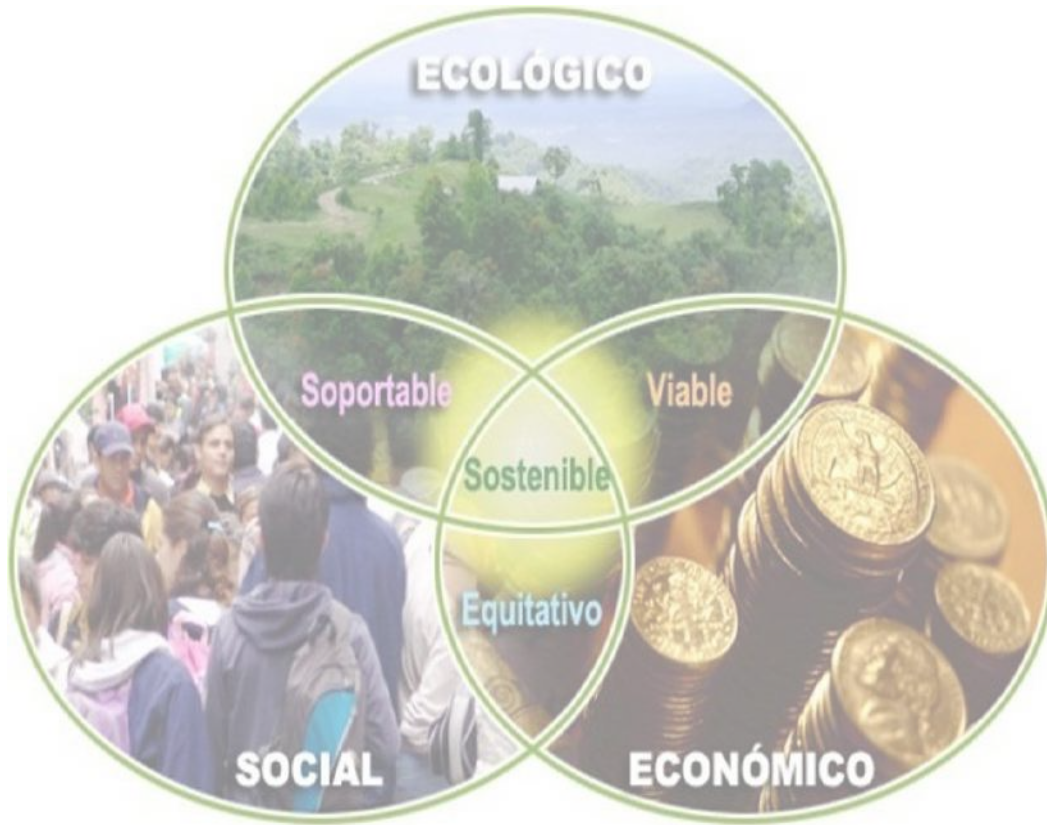 ECOLÓGICO
Soportable
Viable
Sostenible
Equitativo
SOCIAL
ECONÓMICO